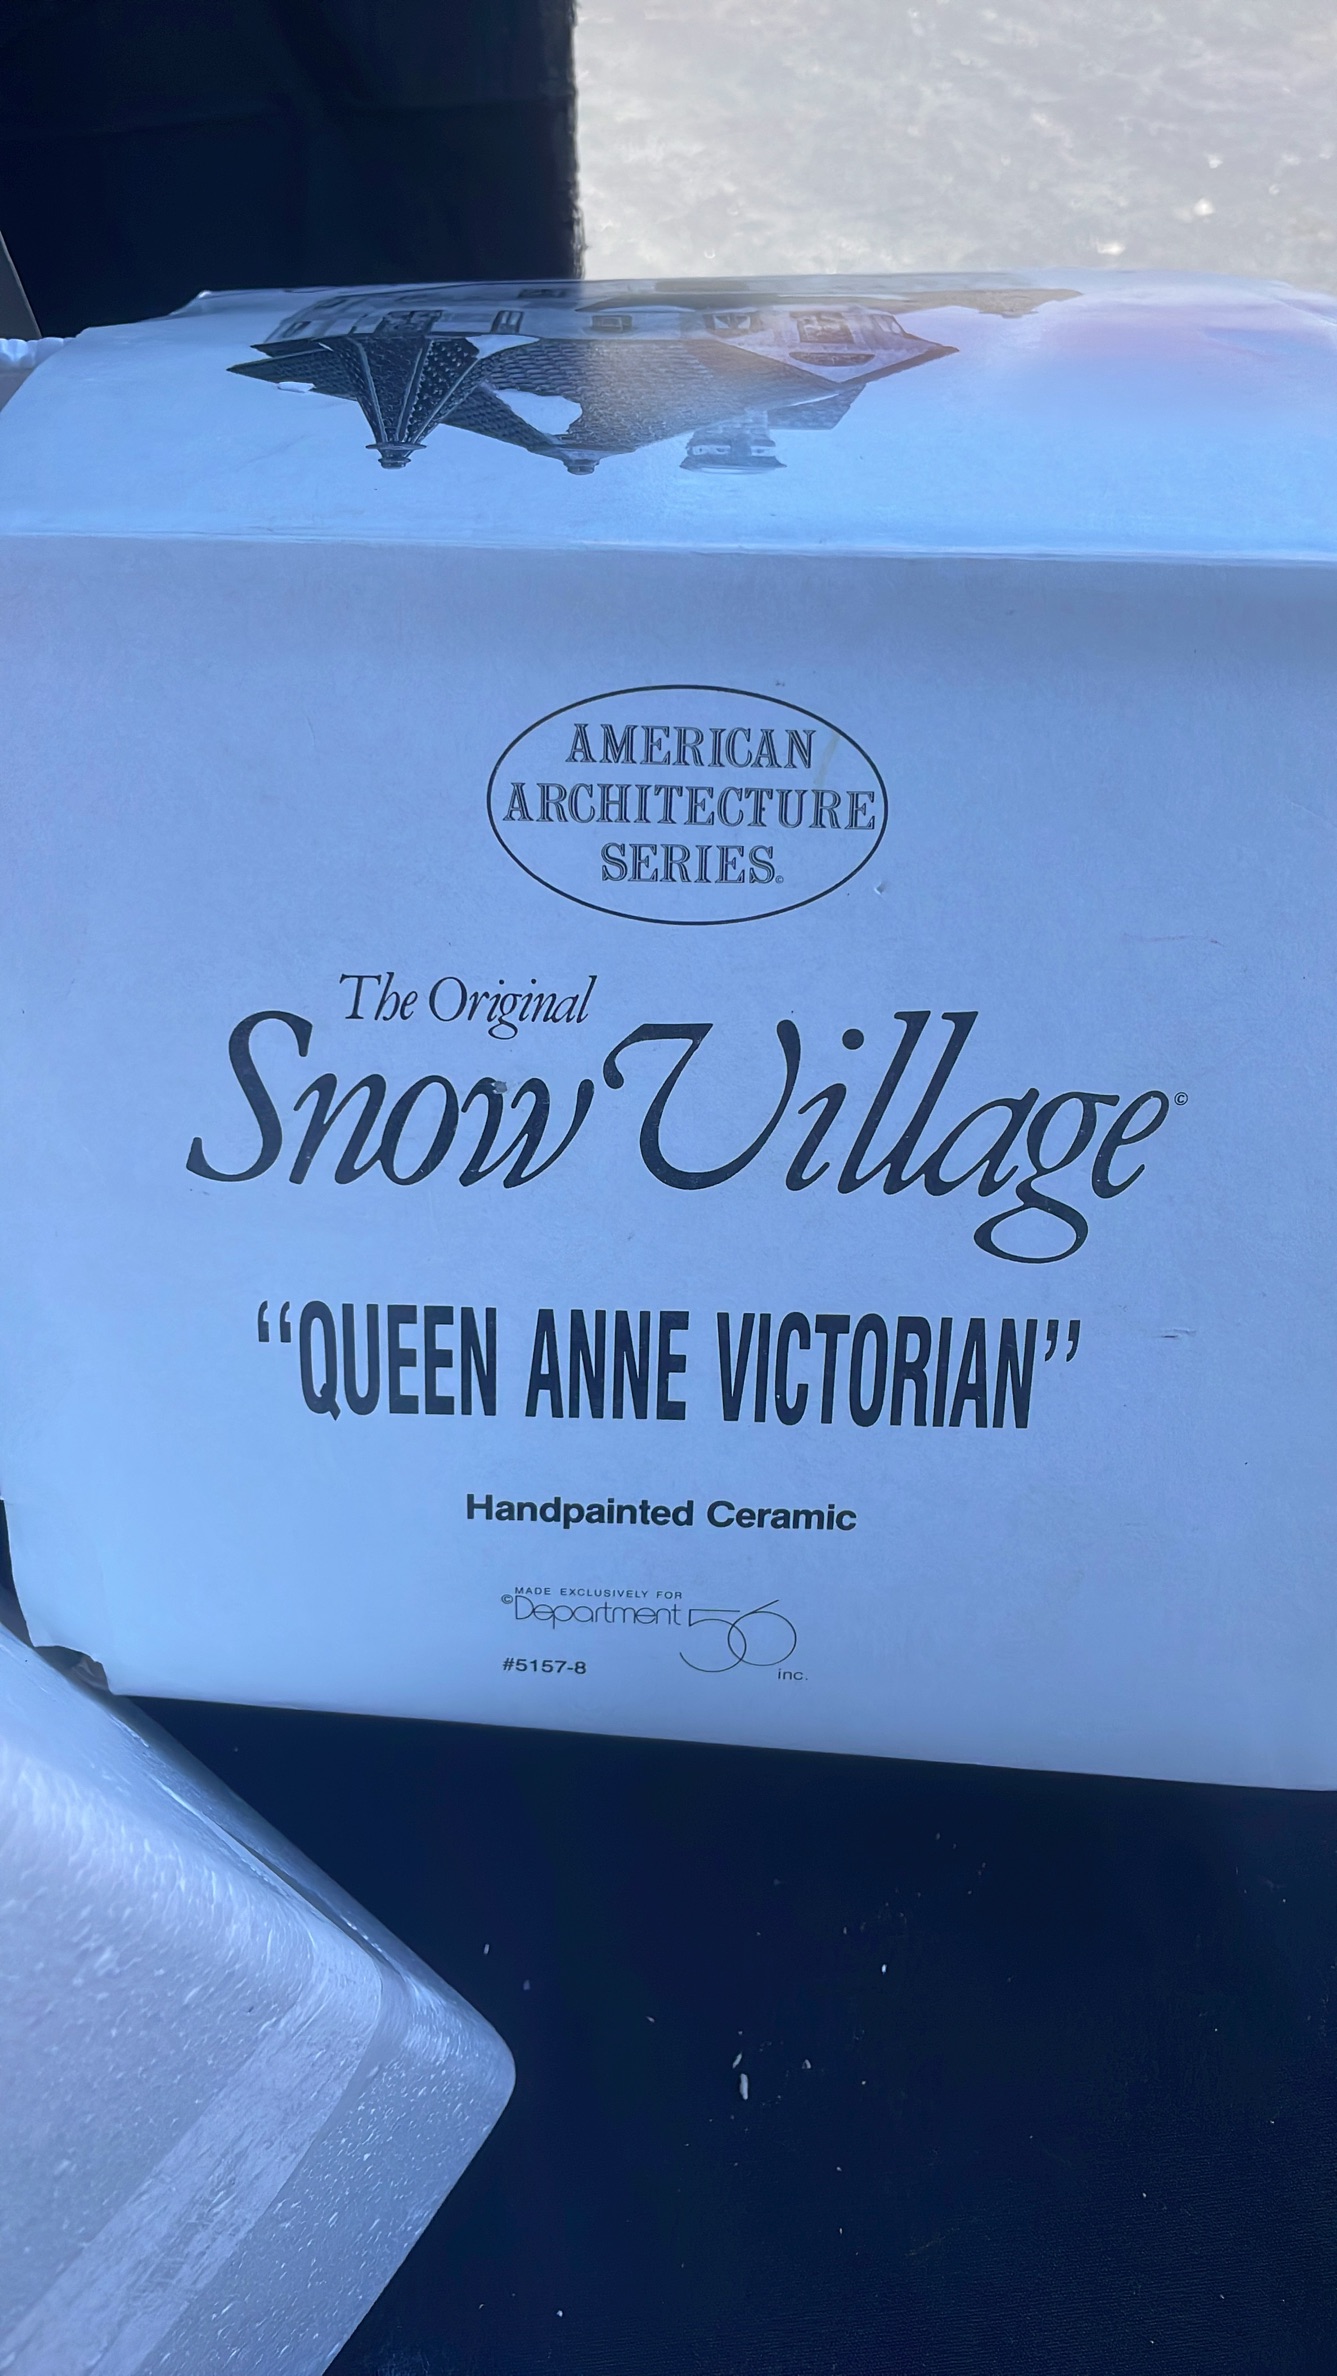 AMERICAN
ARCHITECTURE
SERIES.©
The Original
Snow Village©
“QUEEN ANNE VICTORIAN”
Handpainted Ceramic
MADE EXCLUSIVELY FOR
©Department 56
#5157-8 inc.